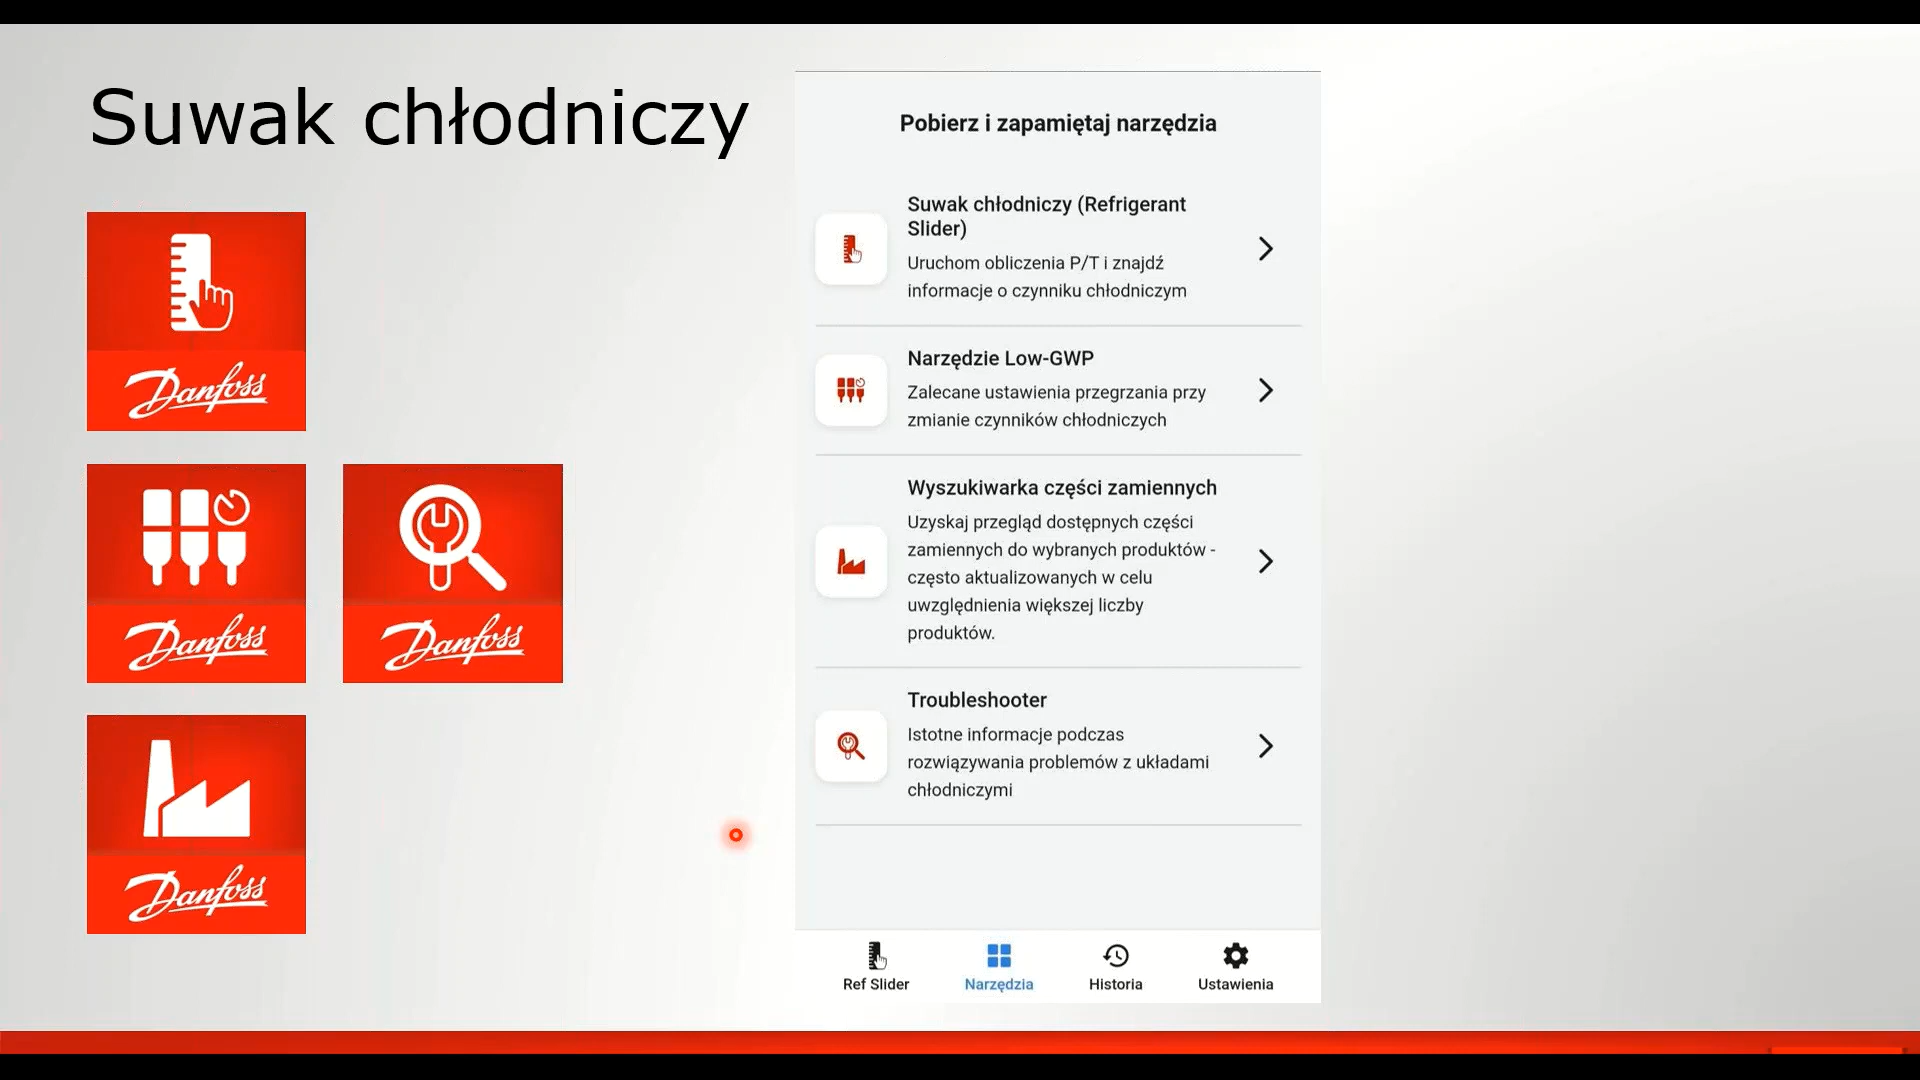 Suwak chłodniczy
Danfoss
Danfoss
Danfoss
Danfoss
Pobierz i zapamiętaj narzędzia
Suwak chłodniczy (Refrigerant
Slider)
Uruchom obliczenia P/T i znajdź
informacje o czynniku chłodniczym
Narzędzie Low-GWP
Zalecane ustawienia przegrzania przy
zmianie czynników chłodniczych
Wyszukiwarka części zamiennych
Uzyskaj przegląd dostępnych części
zamiennych do wybranych produktów -
często aktualizowanych w celu
uwzględnienia większej liczby
produktów.
Troubleshooter
Istotne informacje podczas
rozwiązywania problemów z układami
chłodniczymi
Ref Slider
Narzędzia
Historia
Ustawienia